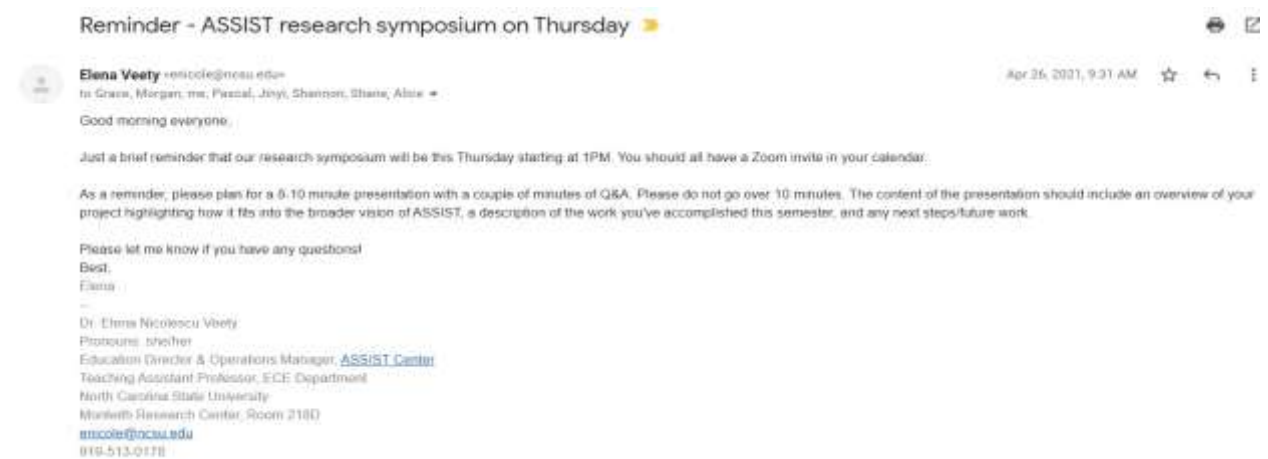 Reminder - ASSIST research symposium on Thursday
Elena Veety <enicole@ncsu.edu>
Apr 26, 2021, 9:31 AM
to Grace, Morgan, me, Pascal, Jinyi, Shannon, Shane, Alice
Good morning everyone,
Just a brief reminder that our research symposium will be this Thursday starting at 1PM. You should all have a Zoom invite in your calendar.
As a reminder, please plan for a 8-10 minute presentation with a couple of minutes of Q&A. Please do not go over 10 minutes. The content of the presentation should include an overview of your
project highlighting how it fits into the broader vision of ASSIST, a description of the work you've accomplished this semester, and any next steps/future work.
Please let me know if you have any questions!
Best,
Elena
--
Dr. Elena Nicolescu Veety
Pronouns: she/her
Education Director & Operations Manager, ASSIST Center
Teaching Assistant Professor, ECE Department
North Carolina State University
Monteith Research Center, Room 218D
enicole@ncsu.edu
919-513-0178